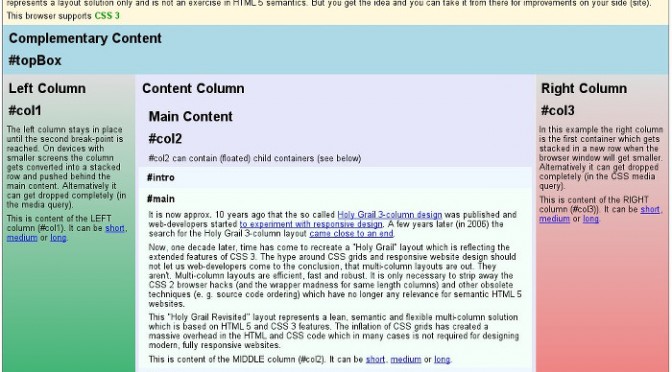 represents a layout solution only and is not an exercise in HTML 5 semantics. But you get the idea and you can take it from there for improvements on your side (site).
This browser supports CSS 3
Complementary Content
#topBox
Left Column
#col1
The left column stays in place
until the second break-point is
reached. On devices with
smaller screens the column
gets converted into a stacked
row and pushed behind the
main content. Alternatively it
can get dropped completely (in
the media query).
This is content of the LEFT
column (#col1). It can be short,
medium or long.
Content Column
Main Content
#col2
#col2 can contain (floated) child containers (see below)
#intro
#main
It is now approx. 10 years ago that the so called Holy Grail 3-column design was published and
web-developers started to experiment with responsive design. A few years later (in 2006) the
search for the Holy Grail 3-column layout came close to an end.
Now, one decade later, time has come to recreate a "Holy Grail" layout which is reflecting the
extended features of CSS 3. The hype around CSS grids and responsive website design should
not let us web-developers come to the conclusion, that multi-column layouts are out. They
aren't. Multi-column layouts are efficient, fast and robust. It is only necessary to strip away the
CSS 2 browser hacks (and the wrapper madness for same length columns) and other obsolete
techniques (e. g. source code ordering) which have no longer any relevance for semantic HTML 5
websites.
This "Holy Grail Revisited" layout represents a lean, semantic and flexible multi-column solution
which is based on HTML 5 and CSS 3 features. The inflation of CSS grids has created a
massive overhead in the HTML and CSS code which in many cases is not required for designing
modern, fully responsive websites.
This is content of the MIDDLE column (#col2). It can be short, medium or long.
Right Column
#col3
In this example the right column
is the first container which gets
stacked in a new row when the
browser window will get smaller.
Alternatively it can get dropped
completely (in the CSS media
query).
This is content of the RIGHT
column (#col3)). It can be short,
medium or long.